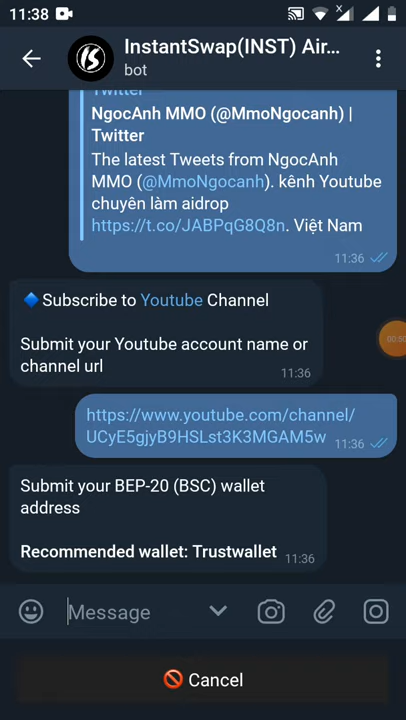 11:38
InstantSwap(INST) Air...
bot
Twitter
NgocAnh MMO (@MmoNgocanh) |
Twitter
The latest Tweets from NgocAnh
MMO (@MmoNgocanh). kênh Youtube
chuyên làm aidrop
https://t.co/JABPqG8Q8n. Việt Nam
11:36
Subscribe to Youtube Channel
Submit your Youtube account name or
channel url
11:36
00:50
https://www.youtube.com/channel/
UCyE5gjyB9HSLst3K3MGAM5w
11:36
Submit your BEP-20 (BSC) wallet
address
Recommended wallet: Trustwallet
11:36
Message
Cancel